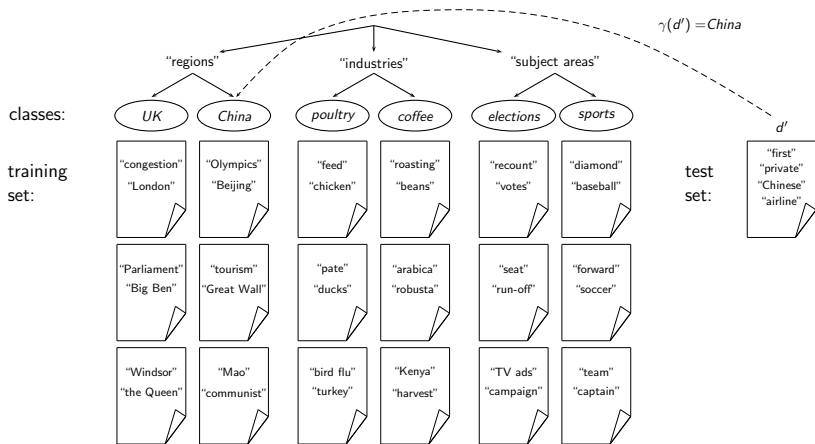 γ(d′) =China
“regions” “industries” “subject areas”
classes: UK China poultry coffee elections sports
d′
training
set:
“congestion”
“London”
“Olympics”
“Beijing”
“feed”
“chicken”
“roasting”
“beans”
“recount”
“votes”
“diamond”
“baseball”
test
set:
“first”
“private”
“Chinese”
“airline”
“Parliament”
“Big Ben”
“tourism”
“Great Wall”
“pate”
“ducks”
“arabica”
“robusta”
“seat”
“run-off”
“forward”
“soccer”
“Windsor”
“the Queen”
“Mao”
“communist”
“bird flu”
“turkey”
“Kenya”
“harvest”
“TV ads”
“campaign”
“team”
“captain”